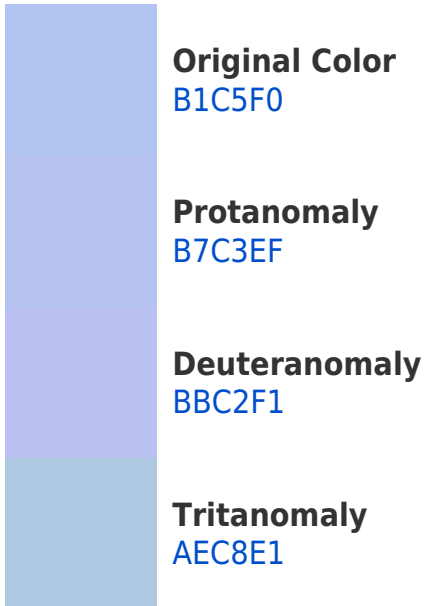 Original Color
B1C5F0
Protanomaly
B7C3EF
Deuteranomaly
BBC2F1
Tritanomaly
AEC8E1